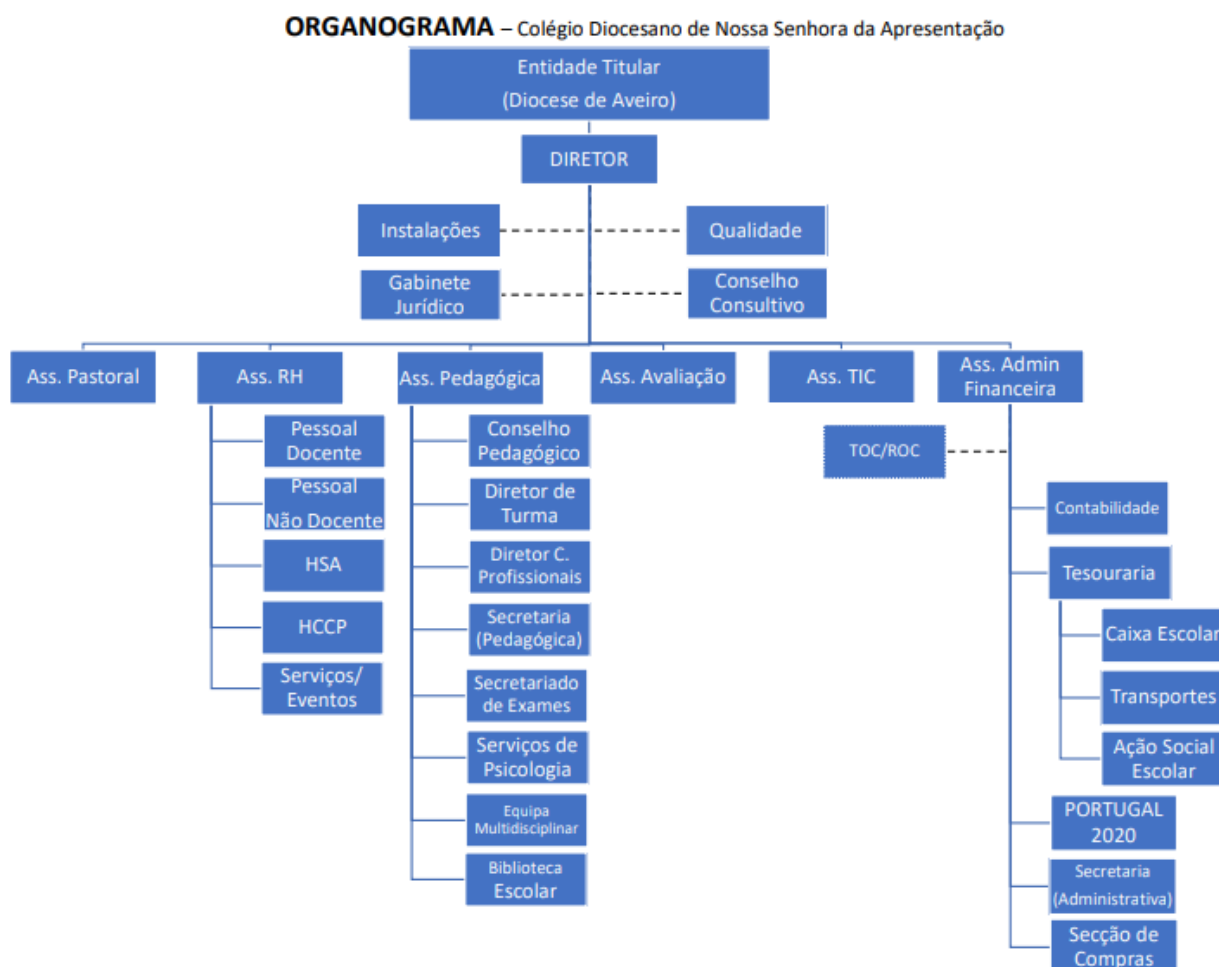 ORGANOGRAMA – Colégio Diocesano de Nossa Senhora da Apresentação
Entidade Titular
(Diocese de Aveiro)
DIRETOR
Instalações
Qualidade
Gabinete
Jurídico
Conselho
Consultivo
Ass. Pastoral
Ass. RH
Ass. Pedagógica
Ass. Avaliação
Ass. TIC
Ass. Admin
Financeira
Pessoal
Docente
Pessoal
Não Docente
HSA
HCCP
Serviços/
Eventos
Conselho
Pedagógico
Diretor de
Turma
Diretor C.
Profissionais
Secretaria
(Pedagógica)
Secretariado
de Exames
Serviços de
Psicologia
Equipa
Multidisciplinar
Biblioteca
Escolar
TOC/ROC
Contabilidade
Tesouraria
Caixa Escolar
Transportes
Ação Social
Escolar
PORTUGAL
2020
Secretaria
(Administrativa)
Secção de
Compras